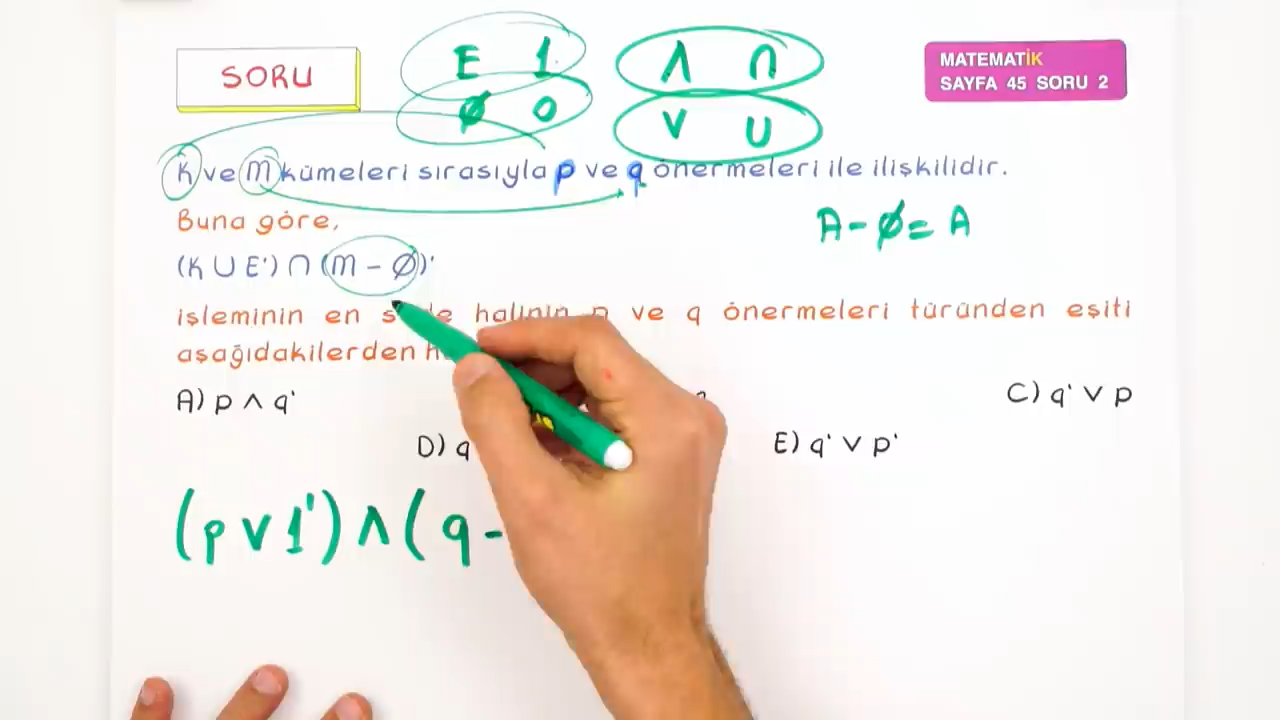 SORU
E 1
Ø 0
Λ ∩
V U
MATEMATİK
SAYFA 45 SORU 2
K ve M kümeleri sırasıyla p ve q önermeleri ile ilişkilidir.
Buna göre,
A - Ø = A
(K U E') ∩ (M - Ø)'
işleminin en halinin p ve q önermeleri türünden eşiti
aşağıdakilerden
A) p Λ q'
C) q' V p
D) q
E) q' V p'
(p V 1') Λ (q -